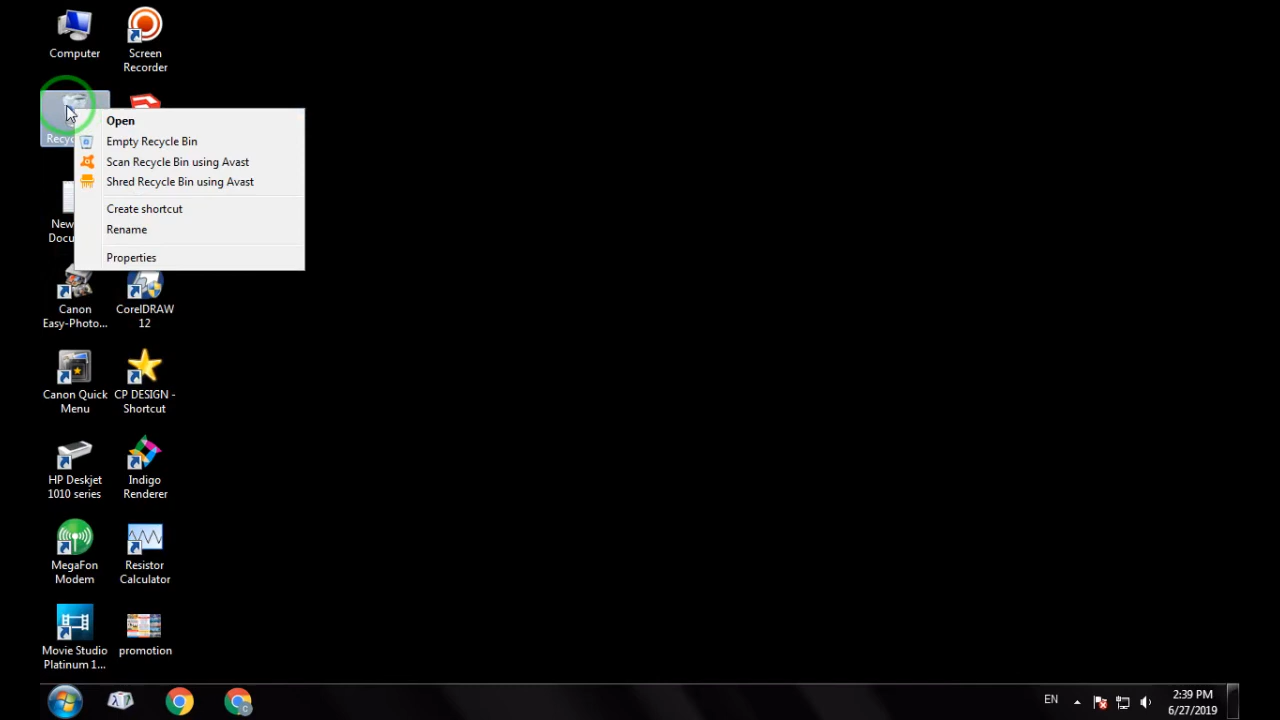 Computer
Screen
Recorder
Open
Empty Recycle Bin
Scan Recycle Bin using Avast
Shred Recycle Bin using Avast
Create shortcut
Rename
Properties
New
Canon
Easy-Photo...
CorelDRAW
12
Canon Quick
Menu
CP DESIGN -
Shortcut
HP Deskjet
1010 series
Indigo
Renderer
MegaFon
Modem
Resistor
Calculator
Movie Studio
Platinum 1...
promotion
EN
2:39 PM
6/27/2019